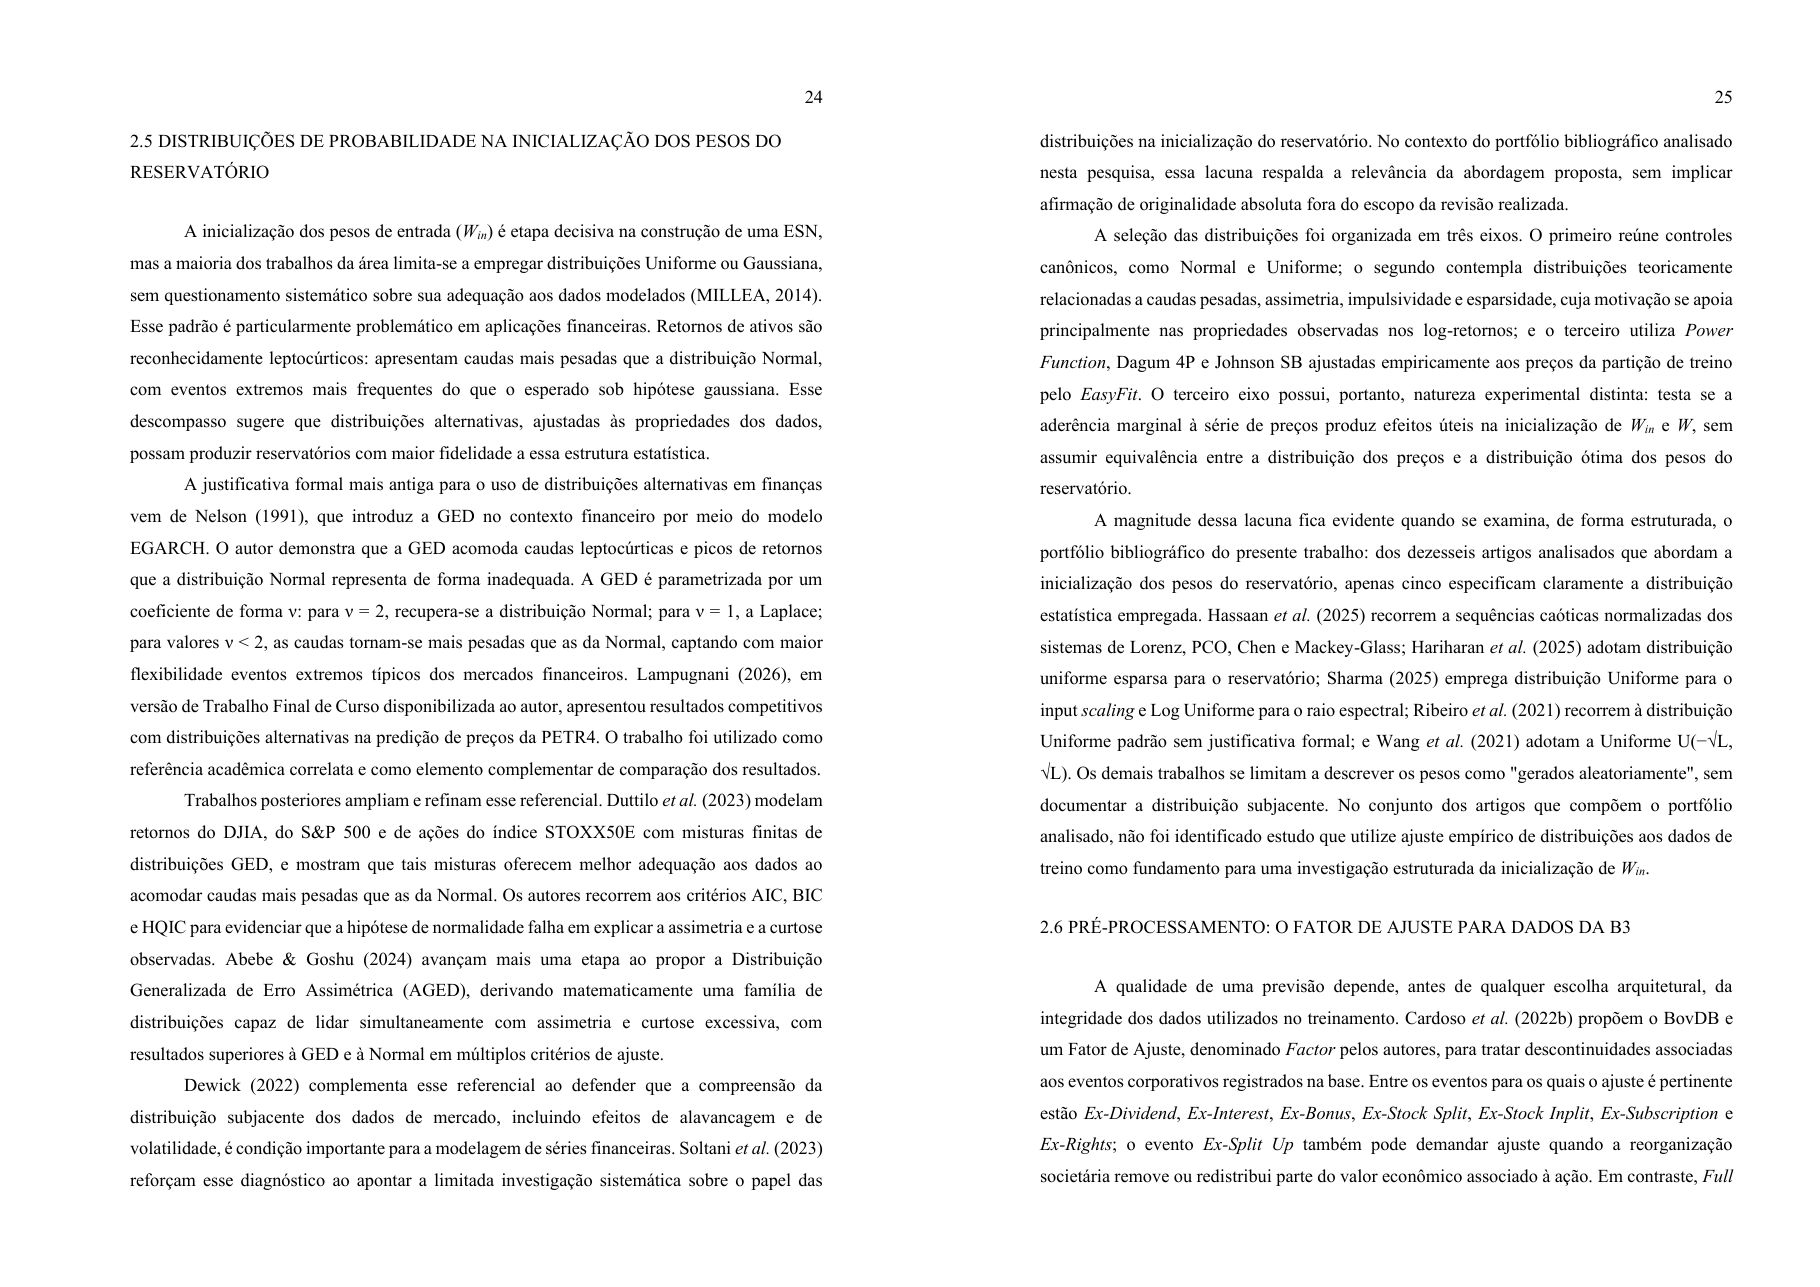 24
2.5 DISTRIBUIÇÕES DE PROBABILIDADE NA INICIALIZAÇÃO DOS PESOS DO
RESERVATÓRIO
A inicialização dos pesos de entrada (Win) é etapa decisiva na construção de uma ESN,
mas a maioria dos trabalhos da área limita-se a empregar distribuições Uniforme ou Gaussiana,
sem questionamento sistemático sobre sua adequação aos dados modelados (MILLEA, 2014).
Esse padrão é particularmente problemático em aplicações financeiras. Retornos de ativos são
reconhecidamente leptocúrticos: apresentam caudas mais pesadas que a distribuição Normal,
com eventos extremos mais frequentes do que o esperado sob hipótese gaussiana. Esse
descompasso sugere que distribuições alternativas, ajustadas às propriedades dos dados,
possam produzir reservatórios com maior fidelidade a essa estrutura estatística.
A justificativa formal mais antiga para o uso de distribuições alternativas em finanças
vem de Nelson (1991), que introduz a GED no contexto financeiro por meio do modelo
EGARCH. O autor demonstra que a GED acomoda caudas leptocúrticas e picos de retornos
que a distribuição Normal representa de forma inadequada. A GED é parametrizada por um
coeficiente de forma ν: para ν = 2, recupera-se a distribuição Normal; para ν = 1, a Laplace;
para valores ν < 2, as caudas tornam-se mais pesadas que as da Normal, captando com maior
flexibilidade eventos extremos típicos dos mercados financeiros. Lampugnani (2026), em
versão de Trabalho Final de Curso disponibilizada ao autor, apresentou resultados competitivos
com distribuições alternativas na predição de preços da PETR4. O trabalho foi utilizado como
referência acadêmica correlata e como elemento complementar de comparação dos resultados.
Trabalhos posteriores ampliam e refinam esse referencial. Duttilo et al. (2023) modelam
retornos do DJIA, do S&P 500 e de ações do índice STOXX50E com misturas finitas de
distribuições GED, e mostram que tais misturas oferecem melhor adequação aos dados ao
acomodar caudas mais pesadas que as da Normal. Os autores recorrem aos critérios AIC, BIC
e HQIC para evidenciar que a hipótese de normalidade falha em explicar a assimetria e a curtose
observadas. Abebe & Goshu (2024) avançam mais uma etapa ao propor a Distribuição
Generalizada de Erro Assimétrica (AGED), derivando matematicamente uma família de
distribuições capaz de lidar simultaneamente com assimetria e curtose excessiva, com
resultados superiores à GED e à Normal em múltiplos critérios de ajuste.
Dewick (2022) complementa esse referencial ao defender que a compreensão da
distribuição subjacente dos dados de mercado, incluindo efeitos de alavancagem e de
volatilidade, é condição importante para a modelagem de séries financeiras. Soltani et al. (2023)
reforçam esse diagnóstico ao apontar a limitada investigação sistemática sobre o papel das
25
distribuições na inicialização do reservatório. No contexto do portfólio bibliográfico analisado
nesta pesquisa, essa lacuna respalda a relevância da abordagem proposta, sem implicar
afirmação de originalidade absoluta fora do escopo da revisão realizada.
A seleção das distribuições foi organizada em três eixos. O primeiro reúne controles
canônicos, como Normal e Uniforme; o segundo contempla distribuições teoricamente
relacionadas a caudas pesadas, assimetria, impulsividade e esparsidade, cuja motivação se apoia
principalmente nas propriedades observadas nos log-retornos; e o terceiro utiliza Power
Function, Dagum 4P e Johnson SB ajustadas empiricamente aos preços da partição de treino
pelo EasyFit. O terceiro eixo possui, portanto, natureza experimental distinta: testa se a
aderência marginal à série de preços produz efeitos úteis na inicialização de Win e W, sem
assumir equivalência entre a distribuição dos preços e a distribuição ótima dos pesos do
reservatório.
A magnitude dessa lacuna fica evidente quando se examina, de forma estruturada, o
portfólio bibliográfico do presente trabalho: dos dezesseis artigos analisados que abordam a
inicialização dos pesos do reservatório, apenas cinco especificam claramente a distribuição
estatística empregada. Hassaan et al. (2025) recorrem a sequências caóticas normalizadas dos
sistemas de Lorenz, PCO, Chen e Mackey-Glass; Hariharan et al. (2025) adotam distribuição
uniforme esparsa para o reservatório; Sharma (2025) emprega distribuição Uniforme para o
input scaling e Log Uniforme para o raio espectral; Ribeiro et al. (2021) recorrem à distribuição
Uniforme padrão sem justificativa formal; e Wang et al. (2021) adotam a Uniforme U(−√L,
√L). Os demais trabalhos se limitam a descrever os pesos como "gerados aleatoriamente", sem
documentar a distribuição subjacente. No conjunto dos artigos que compõem o portfólio
analisado, não foi identificado estudo que utilize ajuste empírico de distribuições aos dados de
treino como fundamento para uma investigação estruturada da inicialização de Win.
2.6 PRÉ-PROCESSAMENTO: O FATOR DE AJUSTE PARA DADOS DA B3
A qualidade de uma previsão depende, antes de qualquer escolha arquitetural, da
integridade dos dados utilizados no treinamento. Cardoso et al. (2022b) propõem o BovDB e
um Fator de Ajuste, denominado Factor pelos autores, para tratar descontinuidades associadas
aos eventos corporativos registrados na base. Entre os eventos para os quais o ajuste é pertinente
estão Ex-Dividend, Ex-Interest, Ex-Bonus, Ex-Stock Split, Ex-Stock Inplit, Ex-Subscription e
Ex-Rights; o evento Ex-Split Up também pode demandar ajuste quando a reorganização
societária remove ou redistribui parte do valor econômico associado à ação. Em contraste, Full